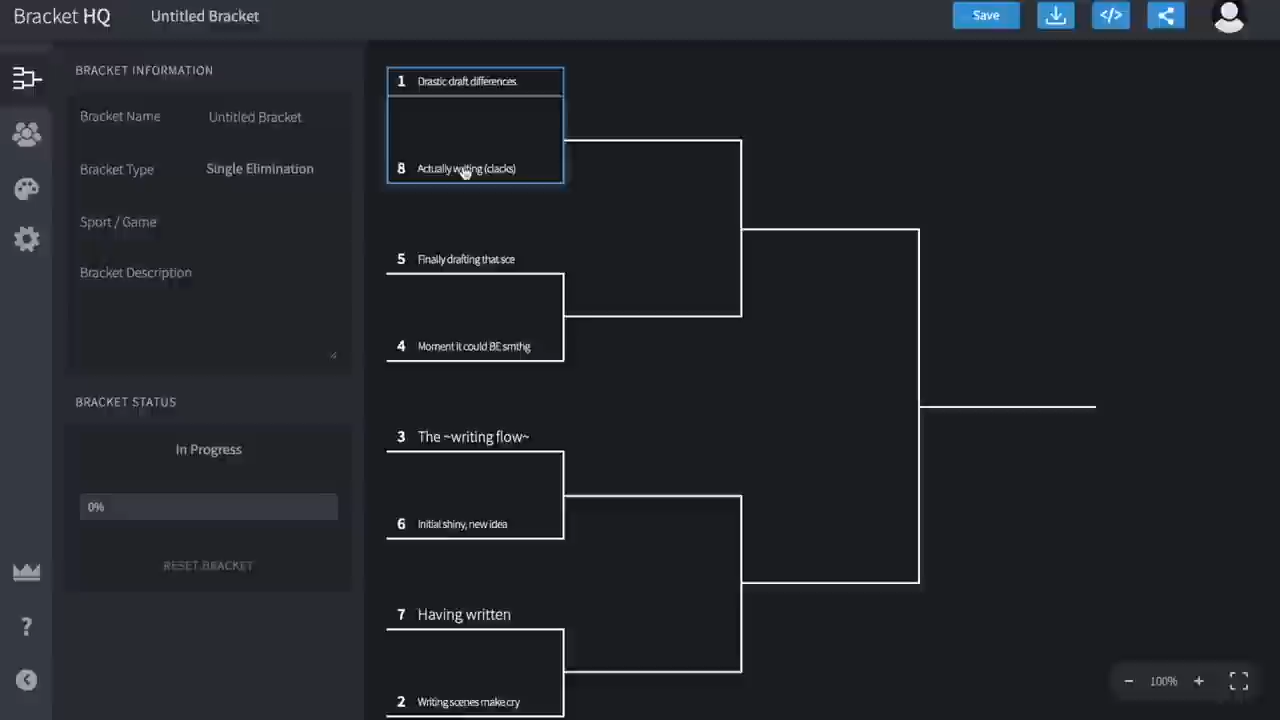 Bracket HQ
Untitled Bracket
Save
BRACKET INFORMATION
Bracket Name
Untitled Bracket
Bracket Type
Single Elimination
Sport / Game
Bracket Description
BRACKET STATUS
In Progress
0%
RESET BRACKET
1 Drastic draft differences
8 Actually writing (clacks)
5 Finally drafting that sce
4 Moment it could BE smthg
3 The ~writing flow~
6 Initial shiny, new idea
7 Having written
2 Writing scenes make cry
100%